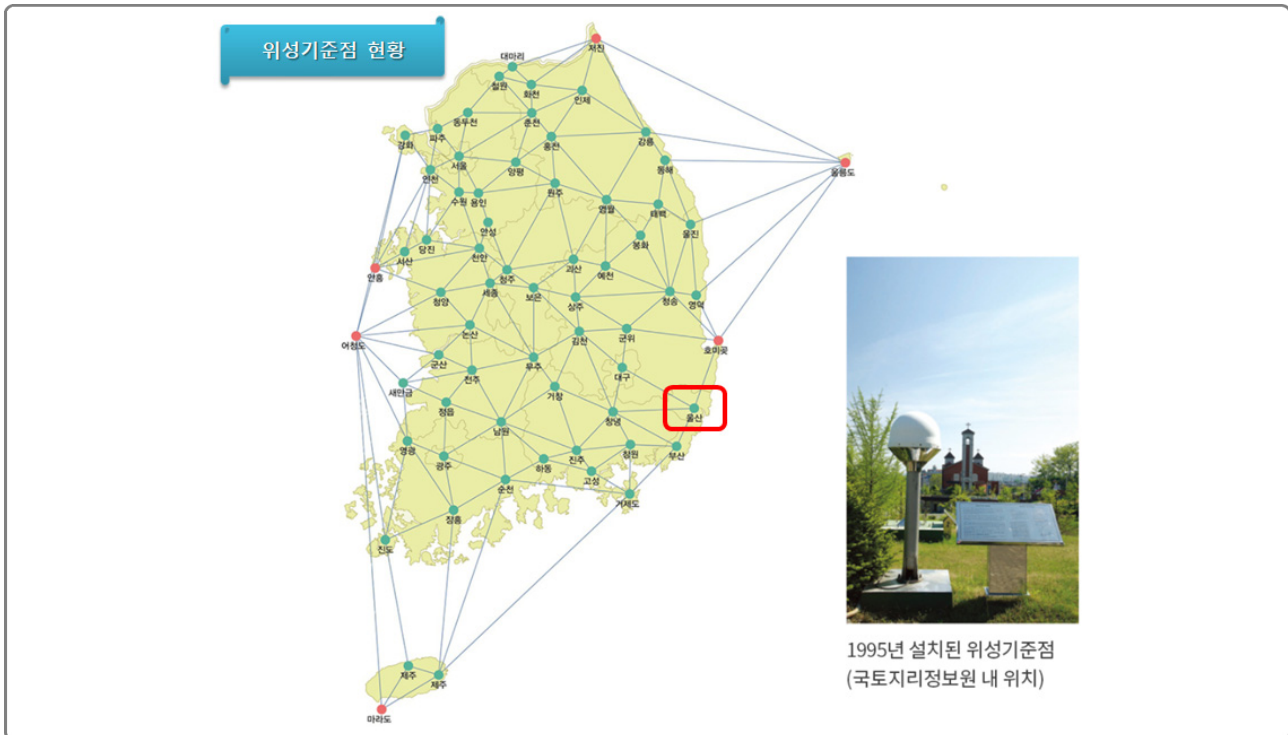 위성기준점 현황
저진
대마리
철원
화천
인제
동두천
춘천
파주
강화
홍천
강릉
서울
양평
동해
울릉도
인천
원주
수원
용인
영월
태백
안성
울진
당진
봉화
서산
천안
괴산
예천
안흥
청주
세종
보은
청양
상주
청송
영덕
논산
김천
군위
호미곶
어청도
군산
무주
전주
대구
새만금
거창
정읍
창녕
울산
남원
영광
광주
하동
진주
창원
부산
순천
고성
거제도
장흥
진도
제주
제주
마라도
1995년 설치된 위성기준점
(국토지리정보원 내 위치)